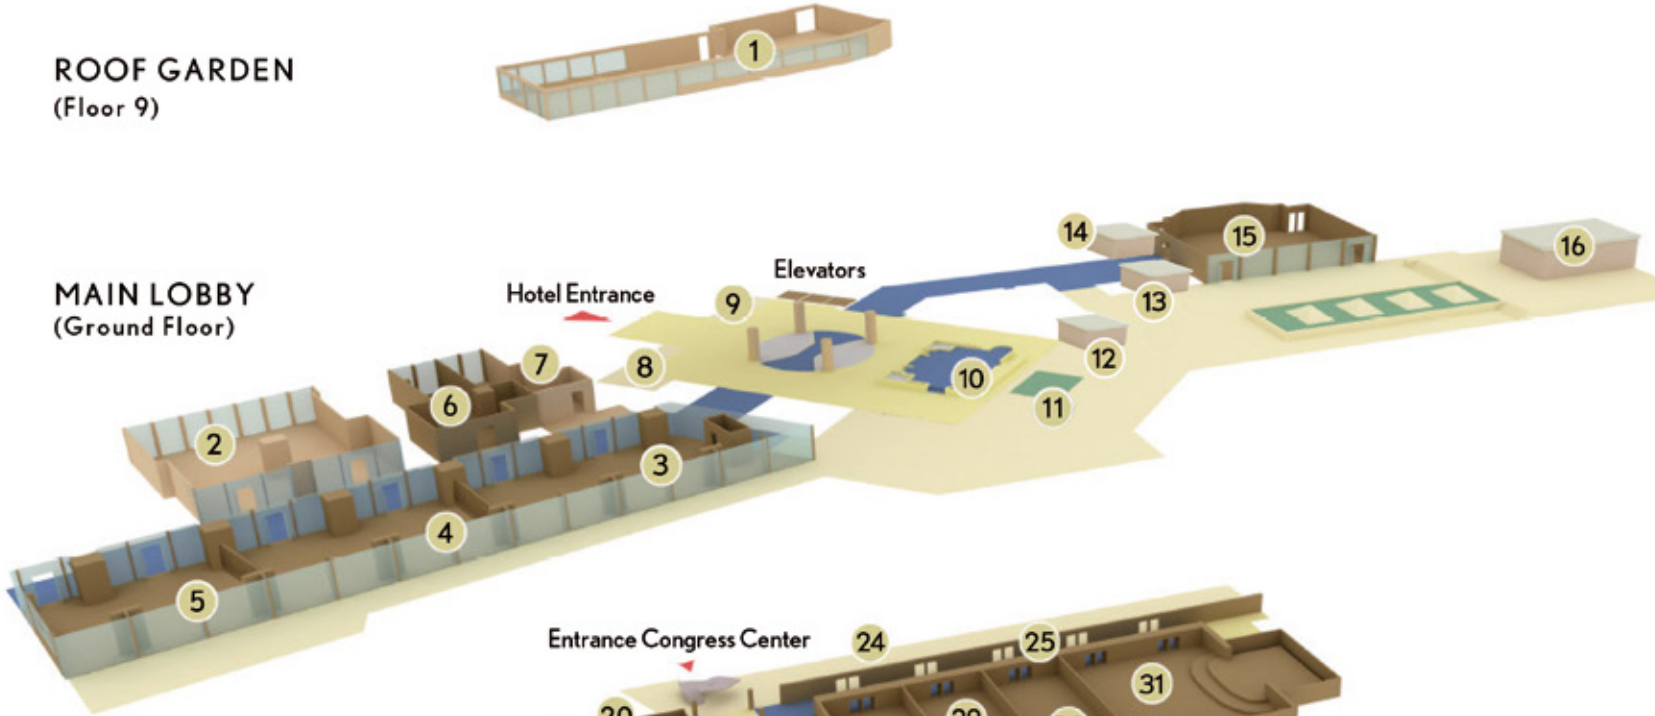 1
ROOF GARDEN
(Floor 9)
14
15
16
Elevators
MAIN LOBBY
(Ground Floor)
Hotel Entrance
9
13
12
7
8
10
11
6
2
3
4
5
Entrance Congress Center
24
25
31